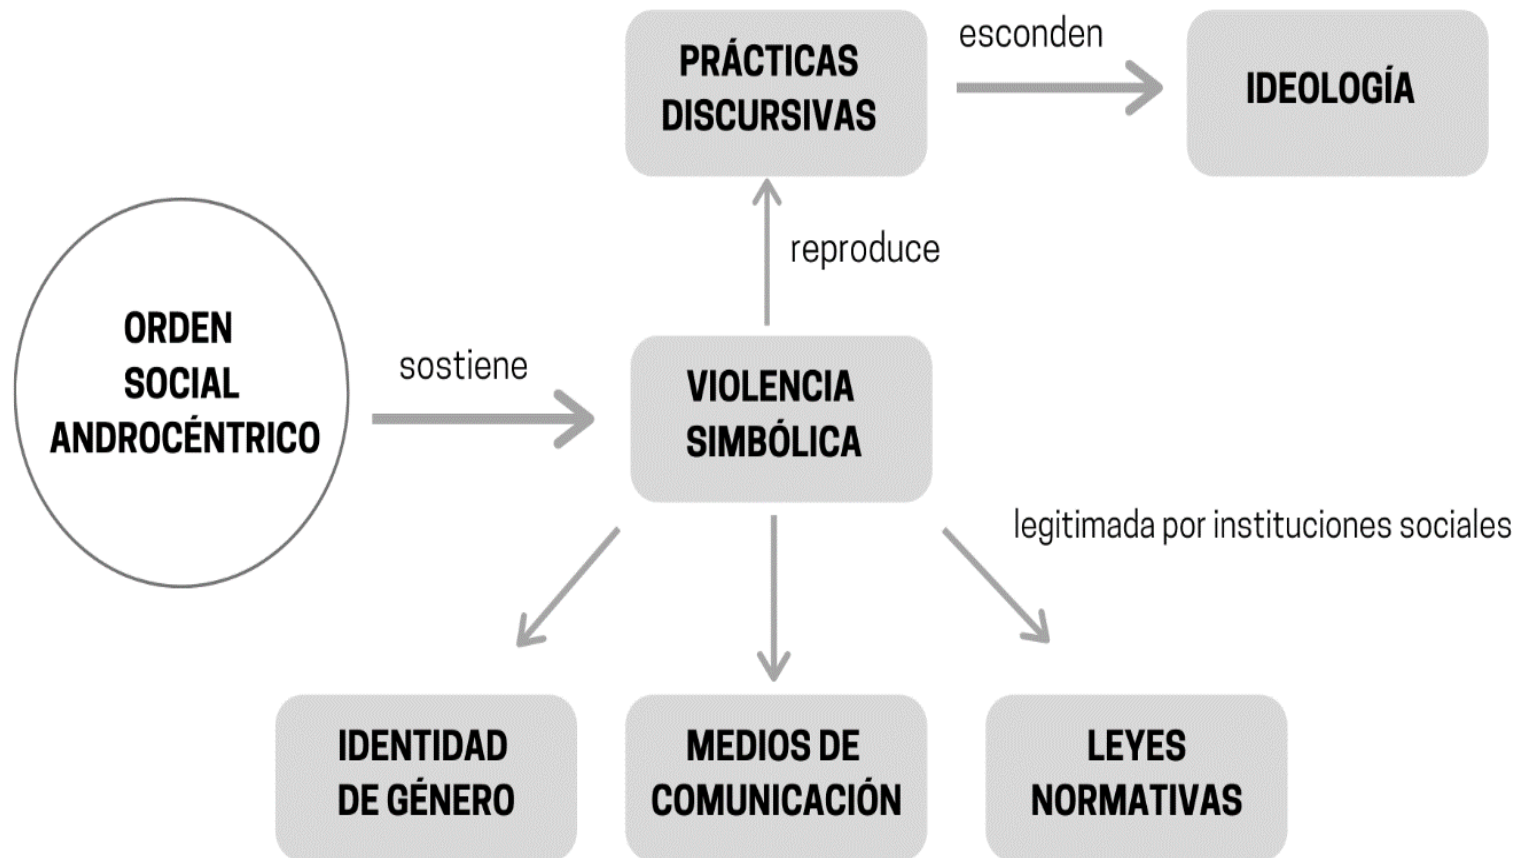 PRÁCTICAS
DISCURSIVAS
esconden
IDEOLOGÍA
reproduce
ORDEN
SOCIAL
ANDROCÉNTRICO
sostiene
VIOLENCIA
SIMBÓLICA
legitimada por instituciones sociales
IDENTIDAD
DE GÉNERO
MEDIOS DE
COMUNICACIÓN
LEYES
NORMATIVAS